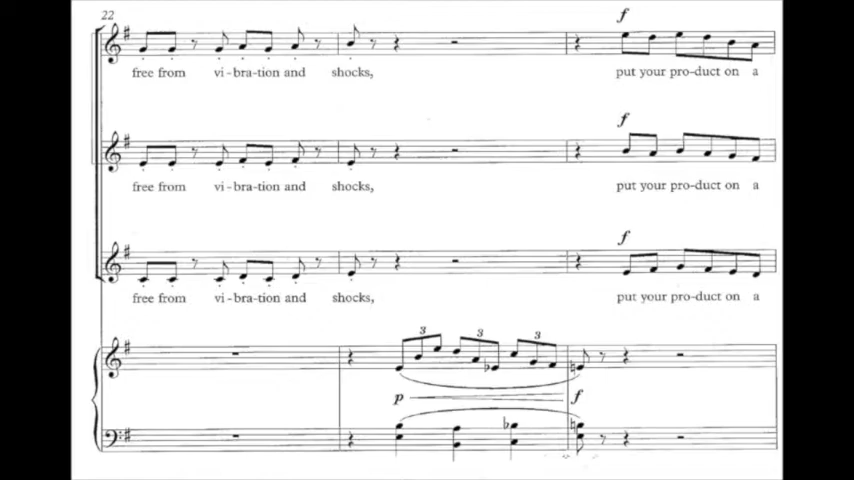 22
f
free from vi-bra-tion and shocks, put your pro-duct on a
f
free from vi-bra-tion and shocks, put your pro-duct on a
f
free from vi-bra-tion and shocks, put your pro-duct on a
3 3 3
p f